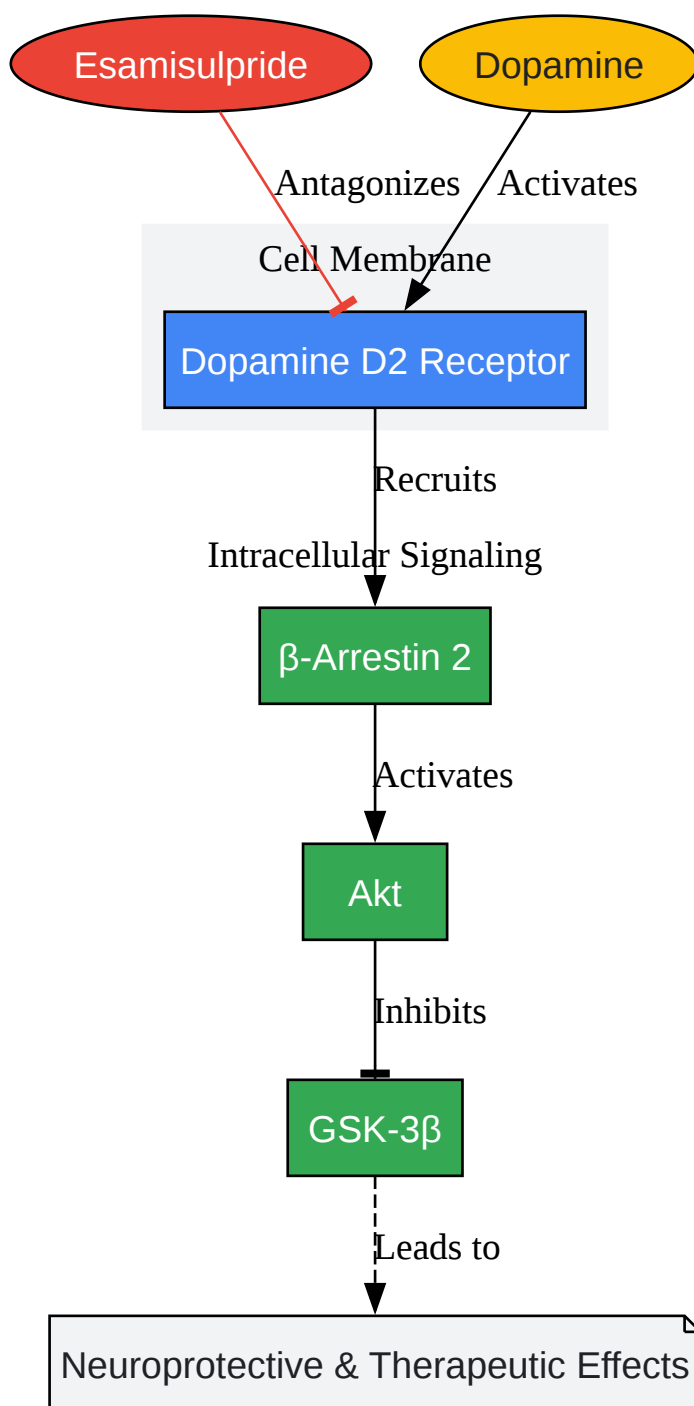 Esamisulpride
Dopamine
Antagonizes
Activates
Cell Membrane
Dopamine D2 Receptor
Recruits
Intracellular Signaling
β-Arrestin 2
Activates
Akt
Inhibits
GSK-3β
Leads to
Neuroprotective & Therapeutic Effects